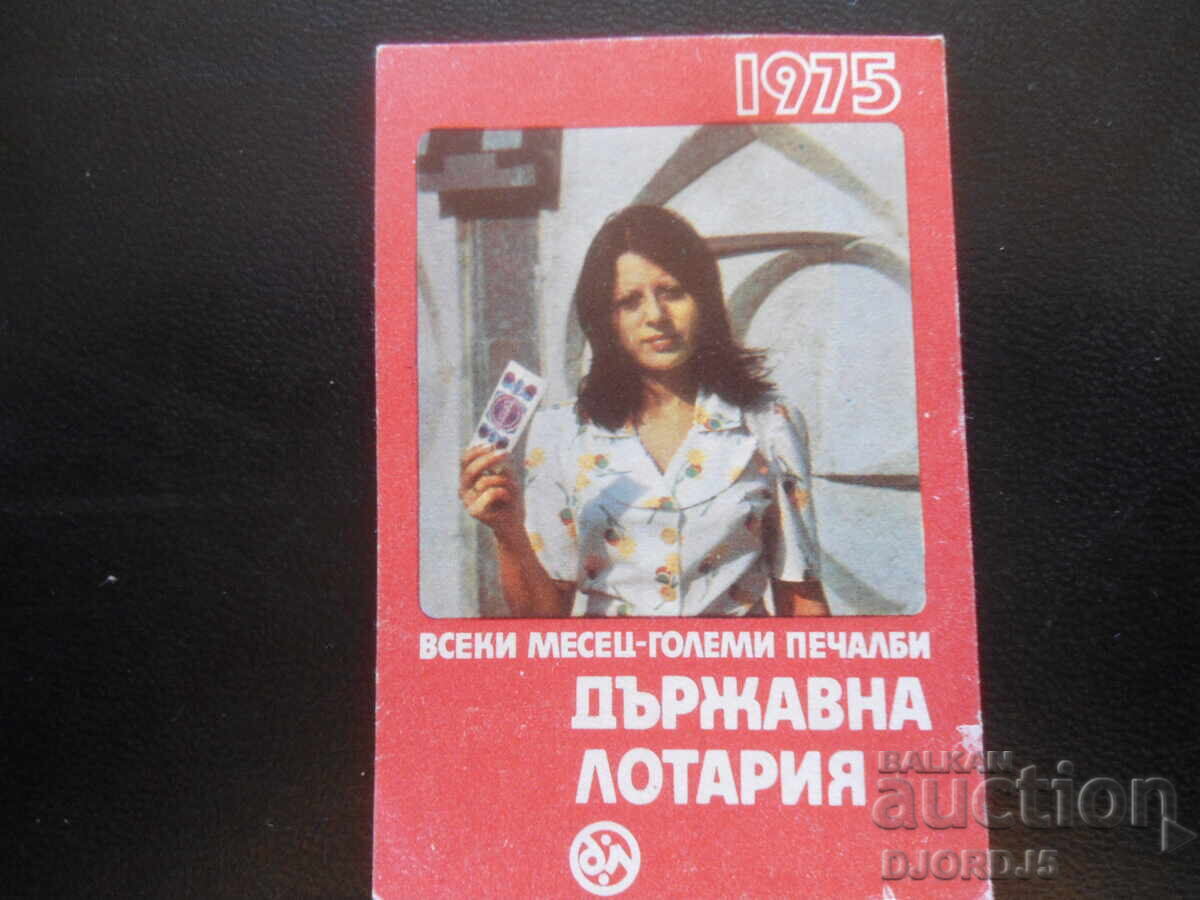 1975
ВСЕКИ МЕСЕЦ-ГОЛЕМИ ПЕЧАЛБИ
ДЪРЖАВНА
ЛОТАРИЯ
BALKAN
auction
DJORDJ5